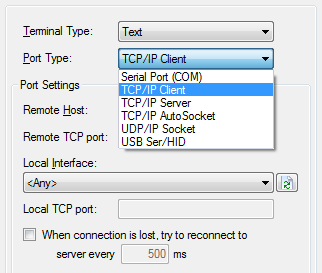 Terminal Type: Text
Port Type: TCP/IP Client
Serial Port (COM)
TCP/IP Client
TCP/IP Server
TCP/IP AutoSocket
UDP/IP Socket
USB Ser/HID
Port Settings
Remote Host:
Remote TCP port:
Local Interface:
<Any>
Local TCP port:
When connection is lost, try to reconnect to
server every 500 ms